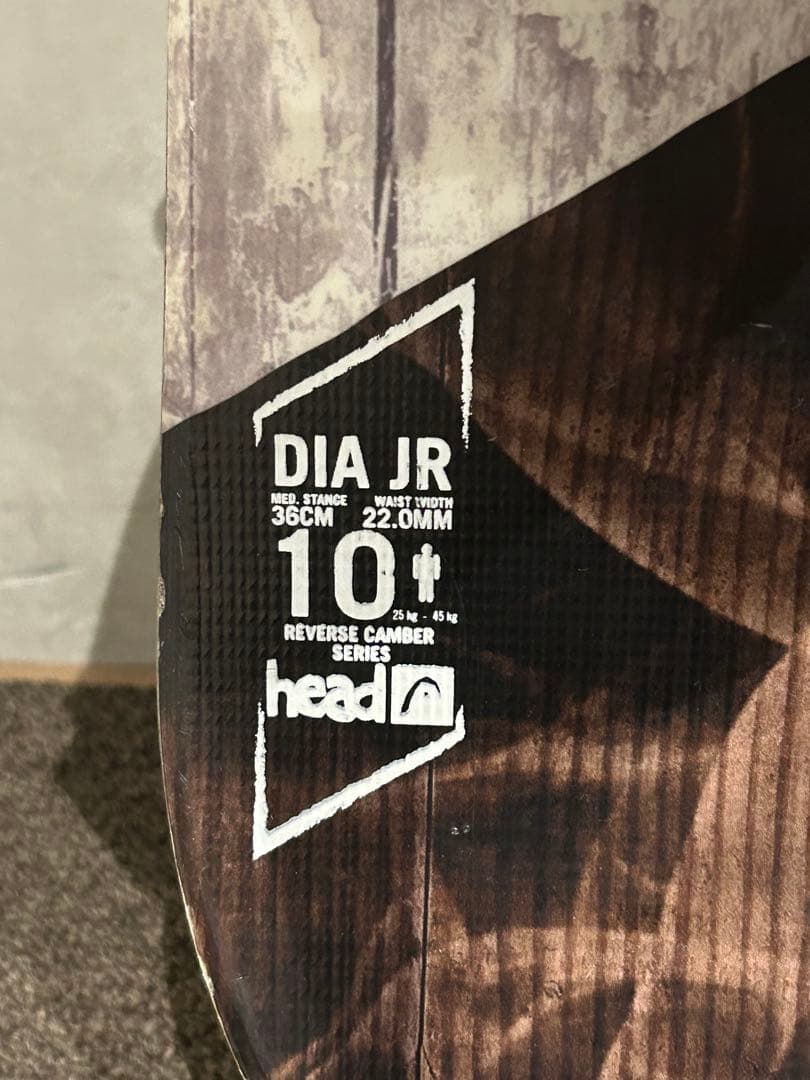 DIA JR
MED. STANCE WAIST WIDTH
36CM 22.0MM
10
25 kg - 45 kg
REVERSE CAMBER
SERIES
head